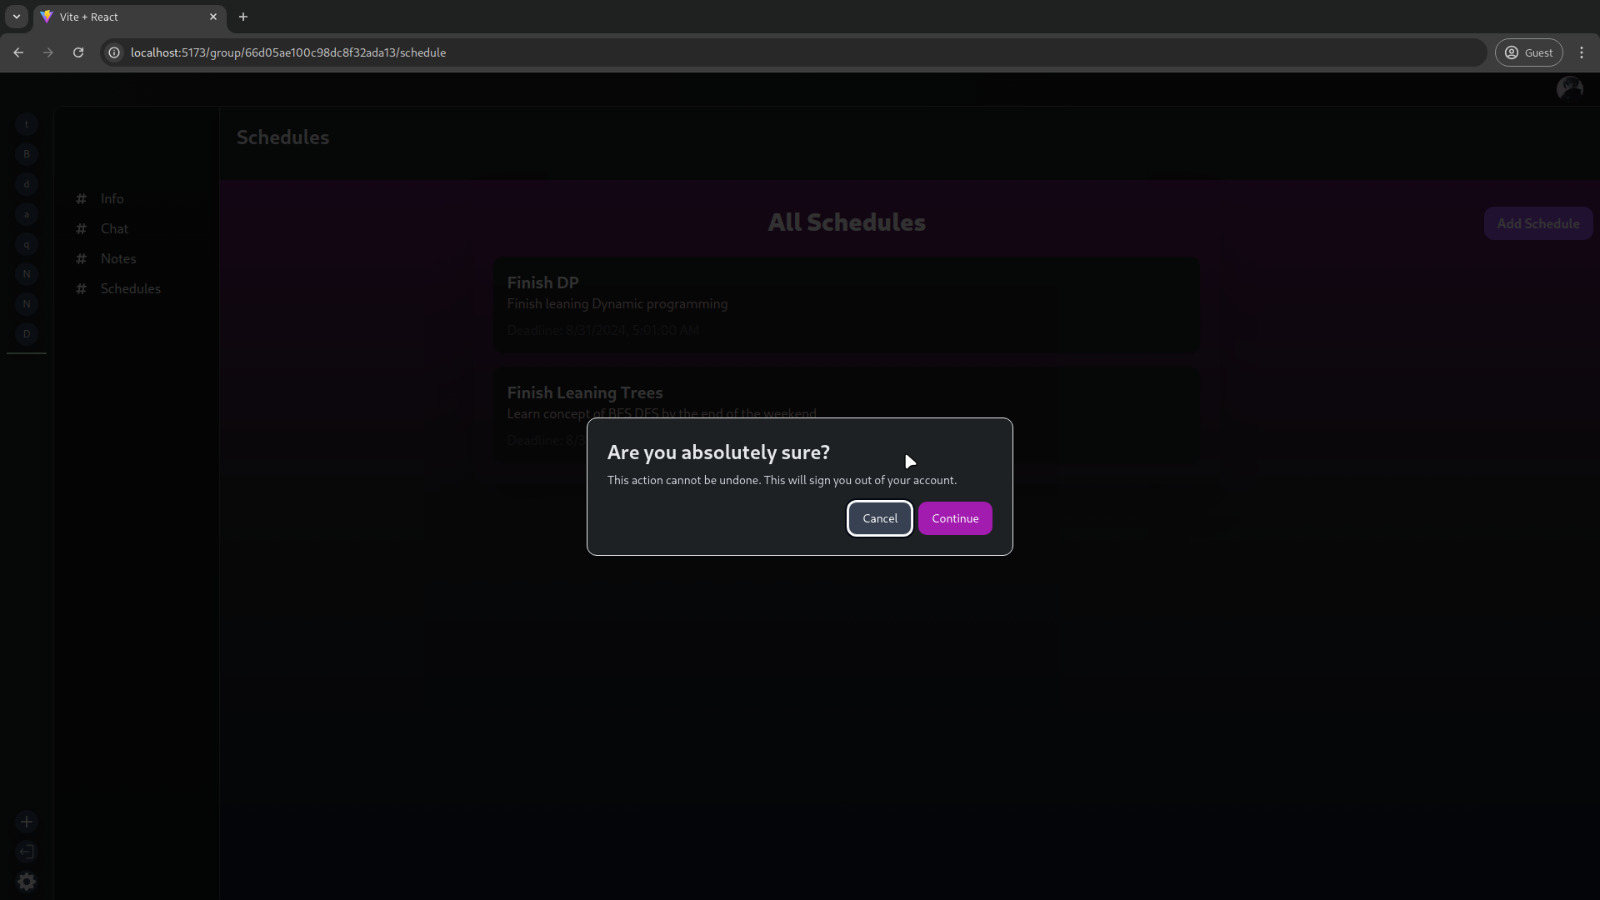 Vite + React
localhost:5173/group/66d05ae100c98dc8f32ada13/schedule
Guest
t
B
d
a
q
N
N
D
Info
Chat
Notes
Schedules
Schedules
All Schedules
Add Schedule
Finish DP
Finish leaning Dynamic programming
Deadline: 8/31/2024, 5:01:00 AM
Finish Leaning Trees
Learn concept of BFS DFS by the end of the weekend
Deadline: 8/3
Are you absolutely sure?
This action cannot be undone. This will sign you out of your account.
Cancel
Continue